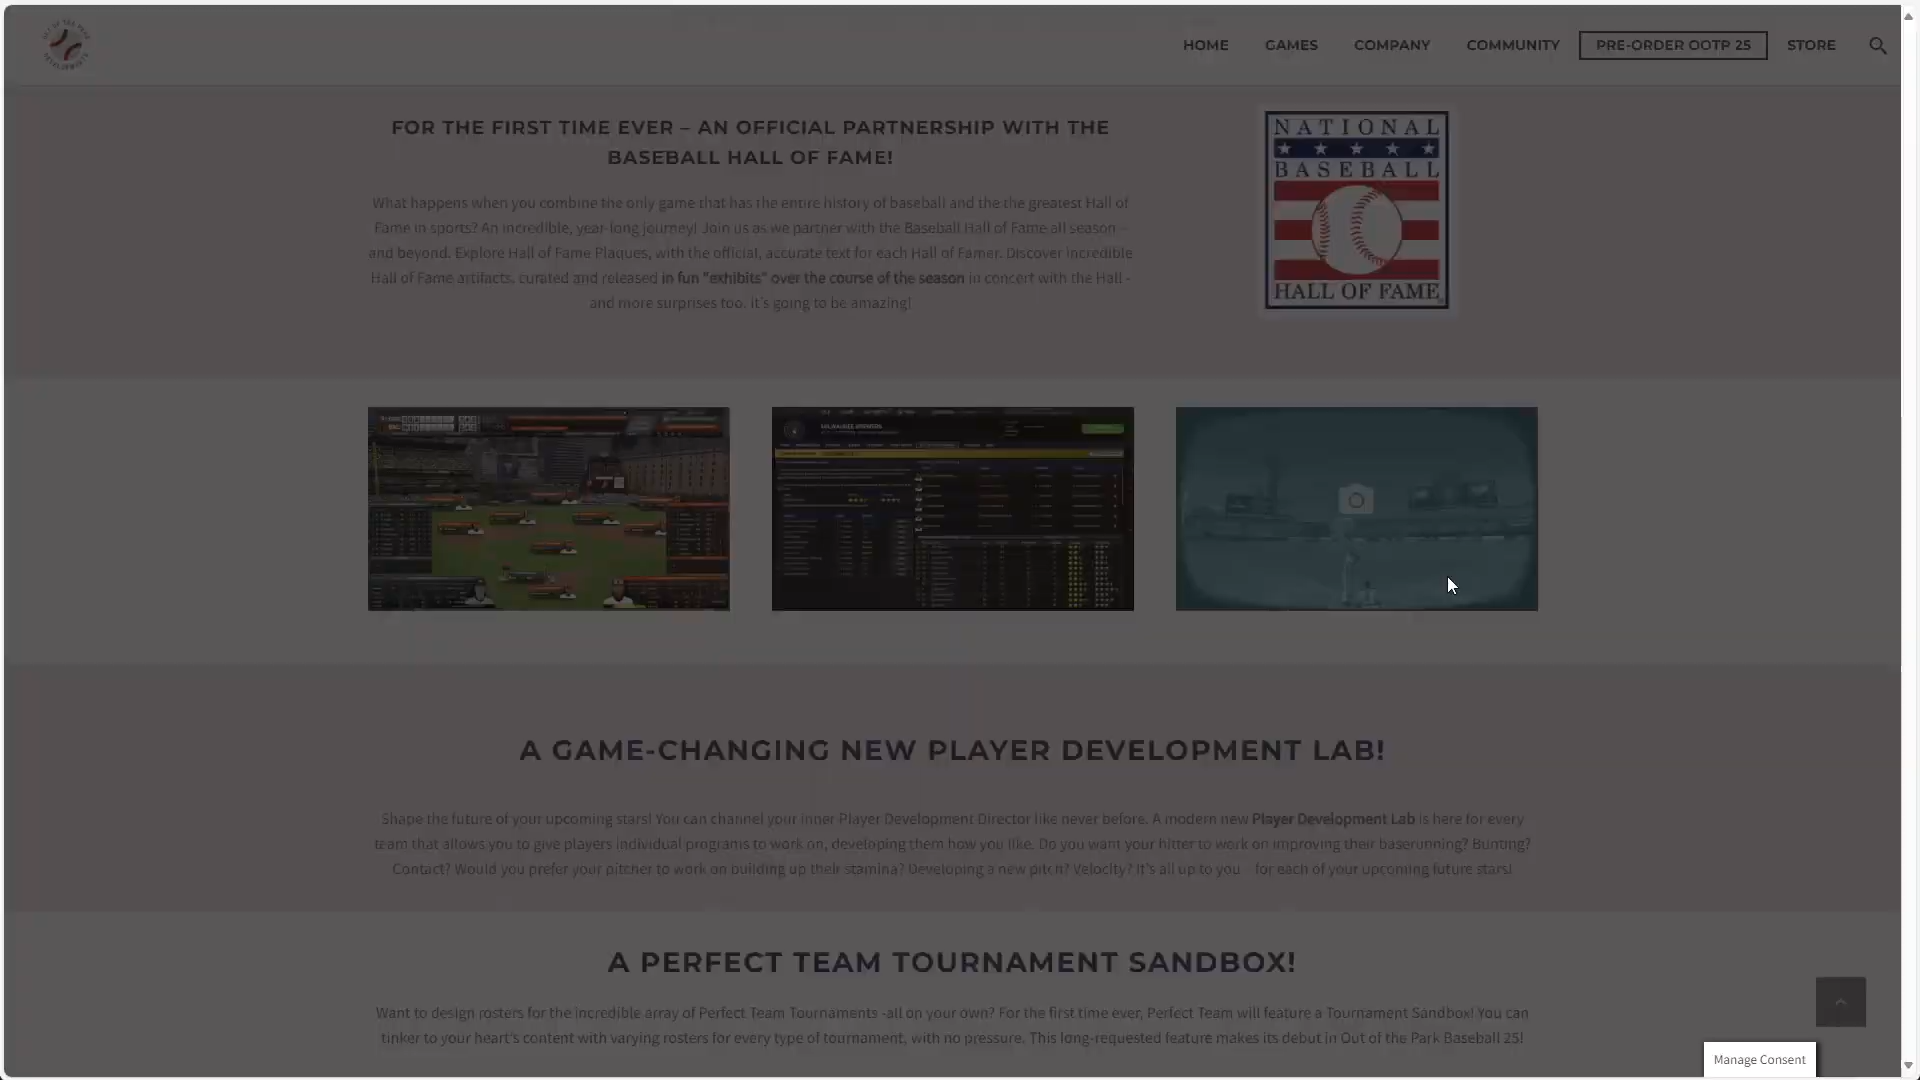 HOME
GAMES
COMPANY
COMMUNITY
PRE-ORDER OOTP 25
STORE
FOR THE FIRST TIME EVER – AN OFFICIAL PARTNERSHIP WITH THE
BASEBALL HALL OF FAME!
What happens when you combine the only game that has the entire history of baseball and the the greatest Hall of
Fame in sports? An incredible, year-long journey! Join us as we partner with the Baseball Hall of Fame all season –
and beyond. Explore Hall of Fame Plaques, with the official, accurate text for each Hall of Famer. Discover incredible
Hall of Fame artifacts, curated and released in fun "exhibits" over the course of the season in concert with the Hall -
and more surprises too. It's going to be amazing!
NATIONAL
BASEBALL
HALL OF FAME
A GAME-CHANGING NEW PLAYER DEVELOPMENT LAB!
Shape the future of your upcoming stars! You can channel your inner Player Development Director like never before. A modern new Player Development Lab is here for every
team that allows you to give players individual programs to work on, developing them how you like. Do you want your hitter to work on improving their baserunning? Bunting?
Contact? Would you prefer your pitcher to work on building up their stamina? Developing a new pitch? Velocity? It's all up to you for each of your upcoming future stars!
A PERFECT TEAM TOURNAMENT SANDBOX!
Want to design rosters for the incredible array of Perfect Team Tournaments -all on your own? For the first time ever, Perfect Team will feature a Tournament Sandbox! You can
tinker to your heart's content with varying rosters for every type of tournament, with no pressure. This long-requested feature makes its debut in Out of the Park Baseball 25!
Manage Consent